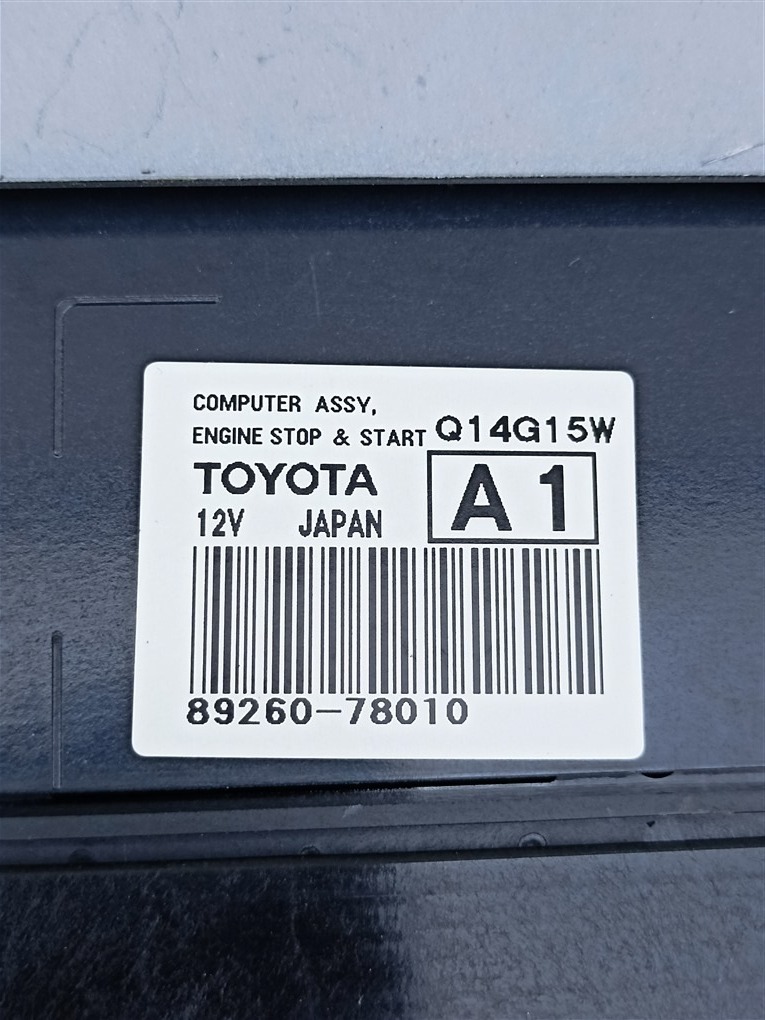 COMPUTER ASSY,
ENGINE STOP & START Q14G15W
TOYOTA
A1
12V JAPAN
89260-78010